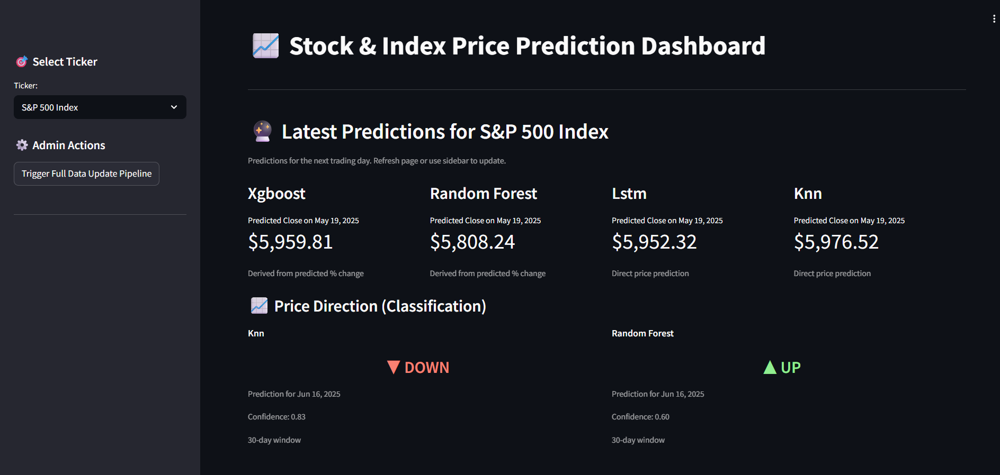 Select Ticker
Ticker:
S&P 500 Index
Admin Actions
Trigger Full Data Update Pipeline
Stock & Index Price Prediction Dashboard
Latest Predictions for S&P 500 Index
Predictions for the next trading day. Refresh page or use sidebar to update.
Xgboost
Predicted Close on May 19, 2025
$5,959.81
Derived from predicted % change
Random Forest
Predicted Close on May 19, 2025
$5,808.24
Derived from predicted % change
Lstm
Predicted Close on May 19, 2025
$5,952.32
Direct price prediction
Knn
Predicted Close on May 19, 2025
$5,976.52
Direct price prediction
Price Direction (Classification)
Knn
▼ DOWN
Prediction for Jun 16, 2025
Confidence: 0.83
30-day window
Random Forest
▲ UP
Prediction for Jun 16, 2025
Confidence: 0.60
30-day window